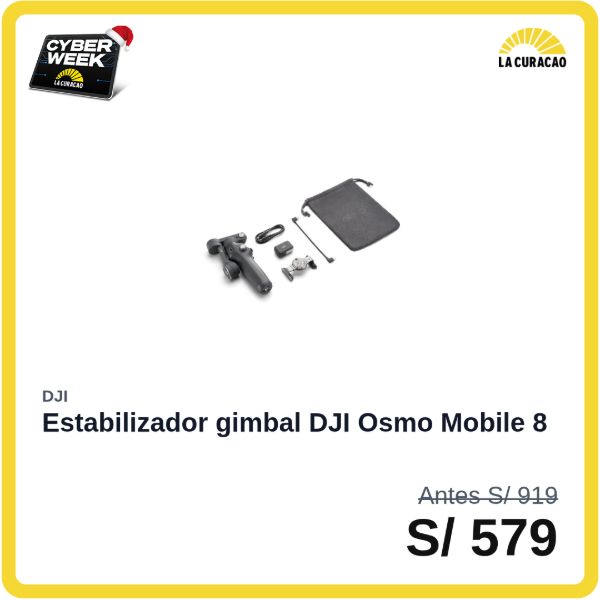 CYBER
WEEK
LA CURACAO
LA CURACAO
DJI
Estabilizador gimbal DJI Osmo Mobile 8
Antes S/ 919
S/ 579